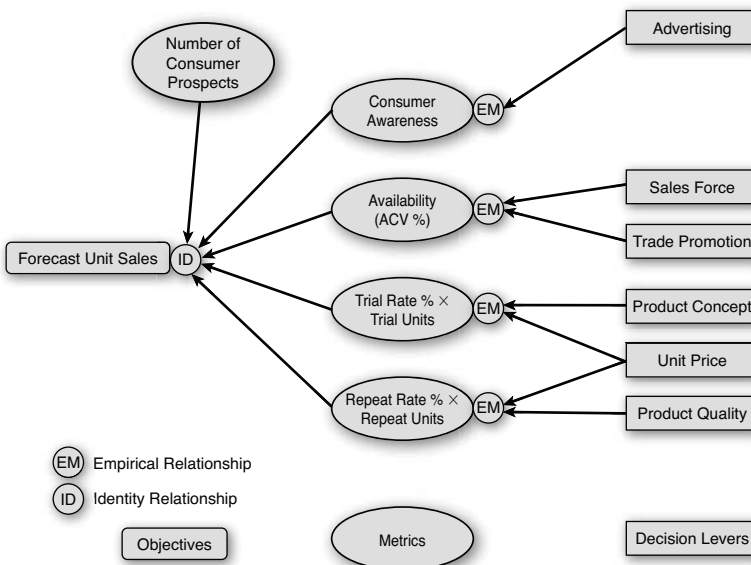 Number of
Consumer
Prospects
Advertising
Consumer
Awareness
EM
Availability
(ACV %)
EM
Sales Force
Trade Promotion
Forecast Unit Sales
ID
Trial Rate % ×
Trial Units
EM
Product Concept
Unit Price
Repeat Rate % ×
Repeat Units
EM
Product Quality
EM Empirical Relationship
ID Identity Relationship
Objectives
Metrics
Decision Levers